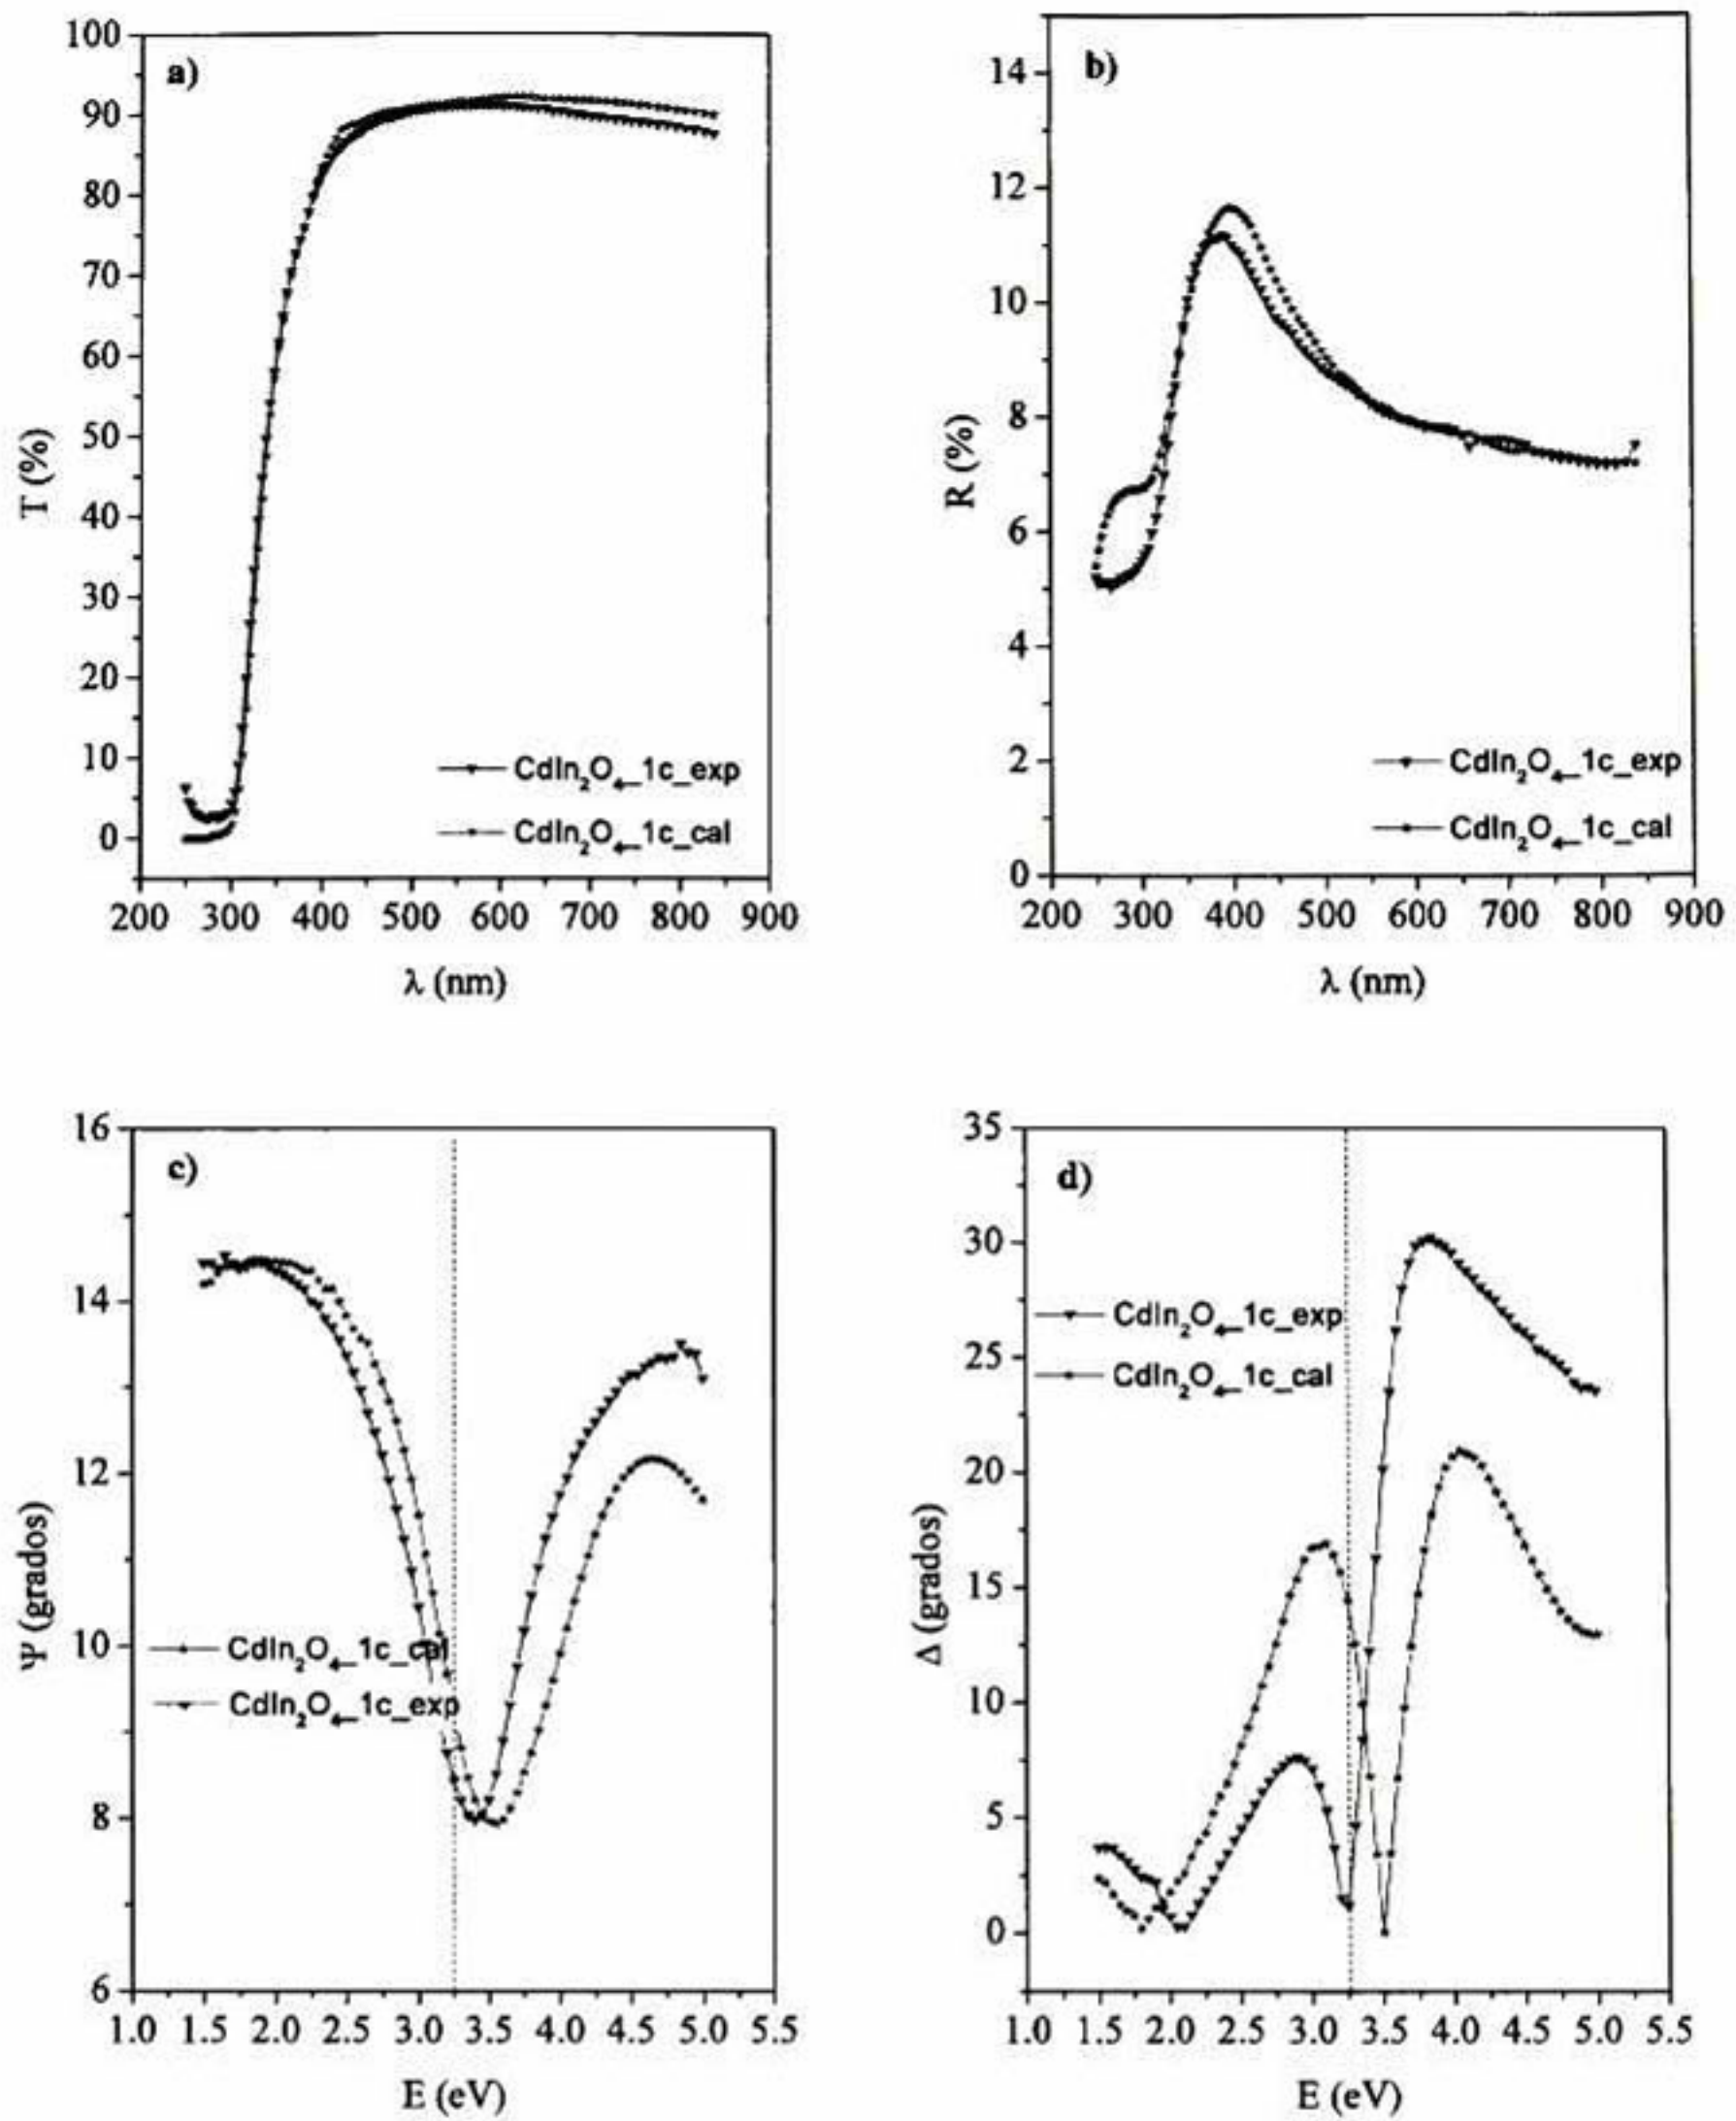 a)
100
90
80
70
60
50
40
30
20
10
0
T (%)
CdIn₂O₄_1c_exp
CdIn₂O₄_1c_cal
200 300 400 500 600 700 800 900
λ (nm)
b)
14
12
10
8
6
4
2
0
R (%)
CdIn₂O₄_1c_exp
CdIn₂O₄_1c_cal
200 300 400 500 600 700 800 900
λ (nm)
c)
16
14
12
10
8
6
Ψ (grados)
CdIn₂O₄_1c_cal
CdIn₂O₄_1c_exp
1.0 1.5 2.0 2.5 3.0 3.5 4.0 4.5 5.0 5.5
E (eV)
d)
35
30
25
20
15
10
5
0
Δ (grados)
CdIn₂O₄_1c_exp
CdIn₂O₄_1c_cal
1.0 1.5 2.0 2.5 3.0 3.5 4.0 4.5 5.0 5.5
E (eV)